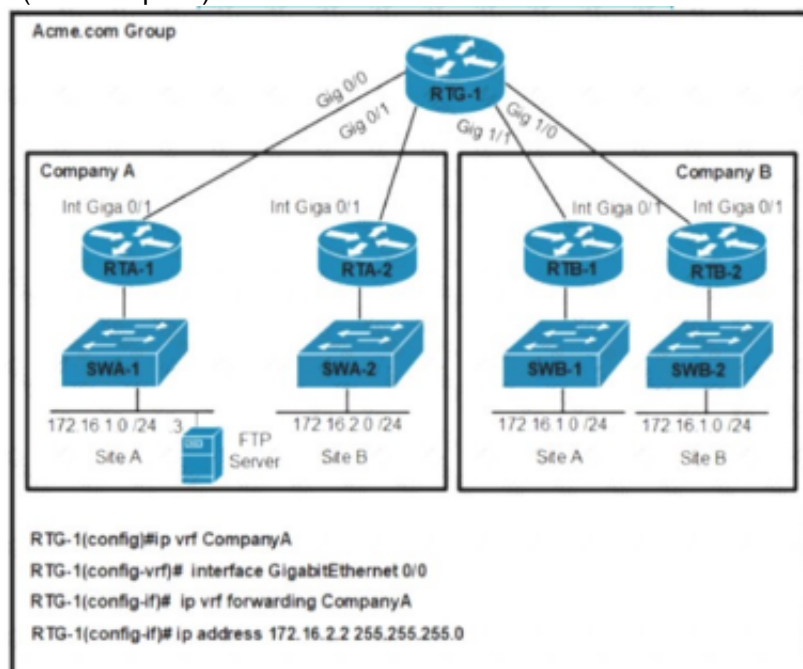 Acme.com Group
RTG-1
Gig 0/0
Gig 0/1
Gig 1/1
Gig 1/0
Company A
Company B
Int Giga 0/1
Int Giga 0/1
Int Giga 0/1
Int Giga 0/1
RTA-1
RTA-2
RTB-1
RTB-2
SWA-1
SWA-2
SWB-1
SWB-2
172.16 1.0 /24
.3
172 16 2 0 /24
172 16 1 0 /24
172 16.1.0 /24
FTP
Server
Site A
Site B
Site A
Site B
RTG-1(config)#ip vrf CompanyA
RTG-1(config-vrf)# interface GigabitEthernet 0/0
RTG-1(config-if)# ip vrf forwarding CompanyA
RTG-1(config-if)# ip address 172.16.2.2 255.255.255.0